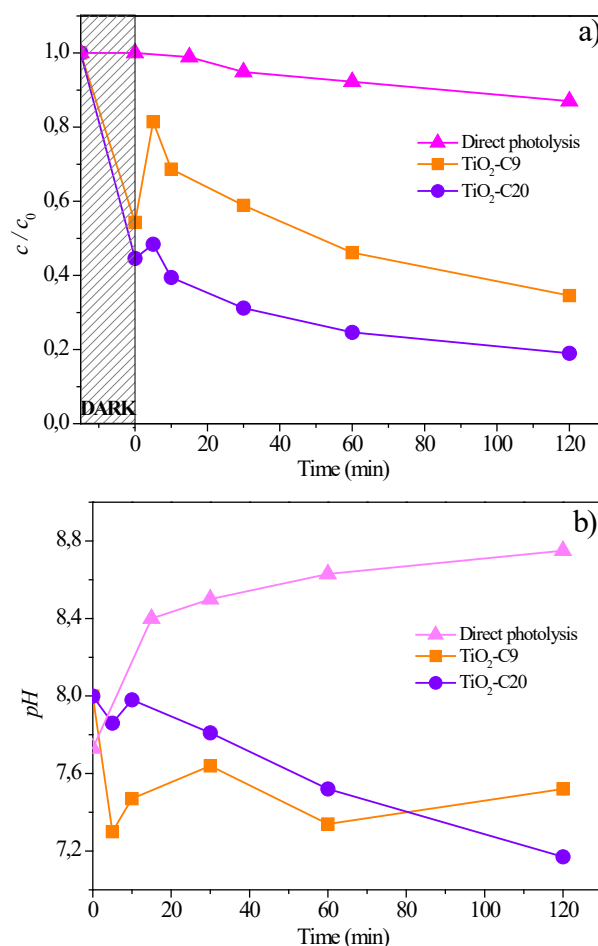 a)
1,0
0,8
0,6
0,4
0,2
0,0
c / c0
Direct photolysis
TiO2-C9
TiO2-C20
DARK
0 20 40 60 80 100 120
Time (min)
b)
8,8
8,4
8,0
7,6
7,2
pH
Direct photolysis
TiO2-C9
TiO2-C20
0 20 40 60 80 100 120
Time (min)